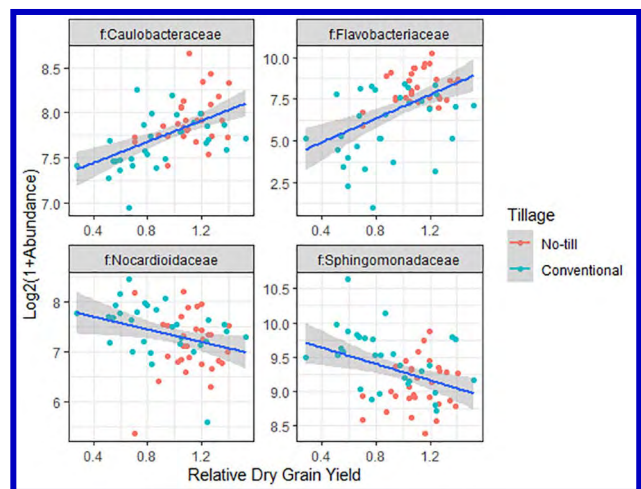 f:Caulobacteraceae
f:Flavobacteriaceae
8.5
8.0
7.5
7.0
10.0
7.5
5.0
2.5
0.4 0.8 1.2
0.4 0.8 1.2
Log2(1+Abundance)
f:Nocardioidaceae
f:Sphingomonadaceae
8
7
6
10.5
10.0
9.5
9.0
8.5
0.4 0.8 1.2
0.4 0.8 1.2
Relative Dry Grain Yield
Tillage
No-till
Conventional